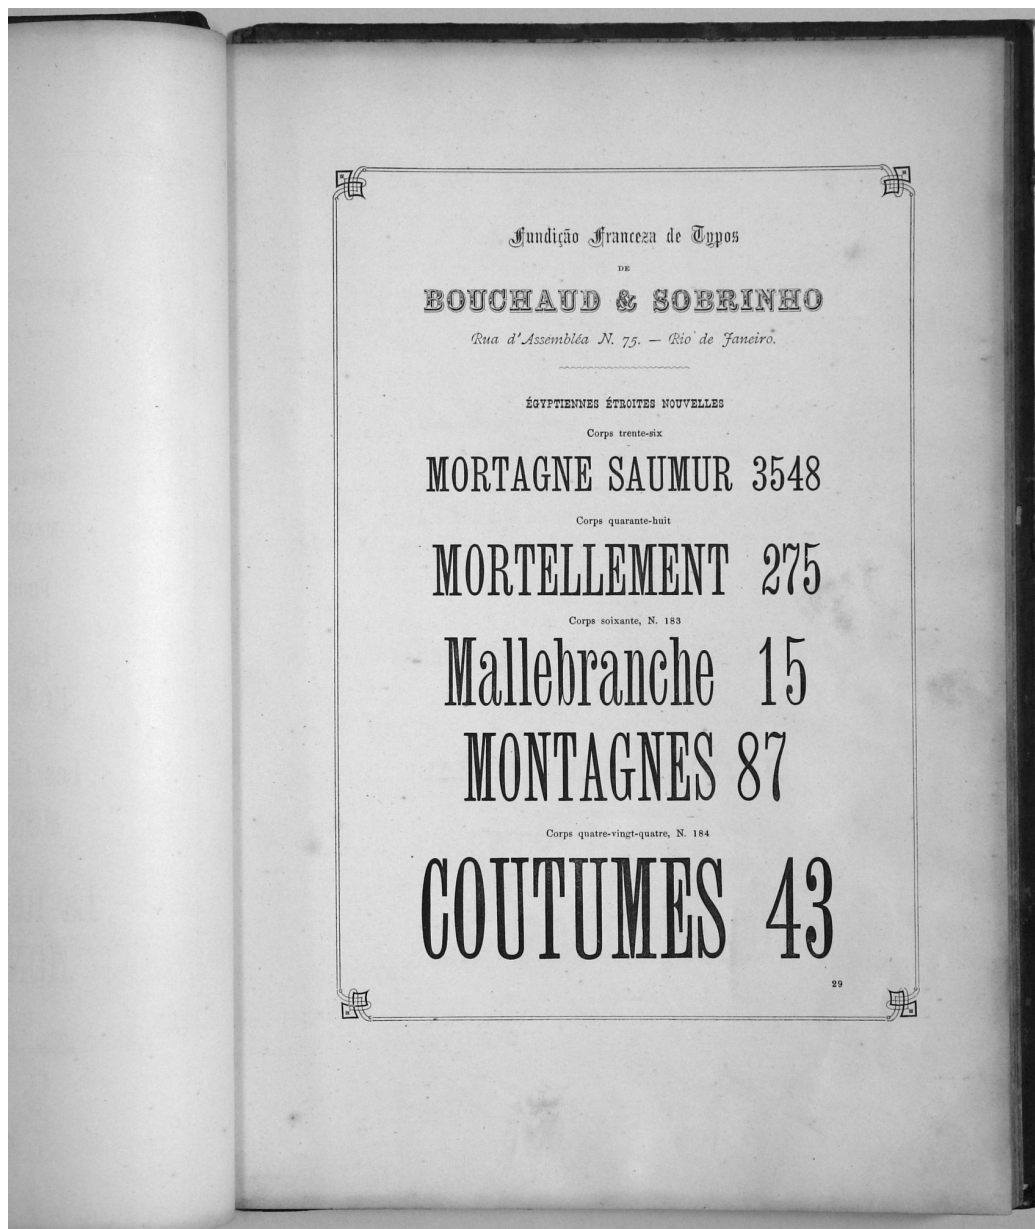 Fundição Franceza de Typos
DE
BOUCHAUD & SOBRINHO
Rua d'Assembléa N. 75. — Rio de Janeiro.
ÉGYPTIENNES ÉTROITES NOUVELLES
Corps trente-six
MORTAGNE SAUMUR 3548
Corps quarante-huit
MORTELLEMENT 275
Corps soixante, N. 183
Mallebranche 15
MONTAGNES 87
Corps quatre-vingt-quatre, N. 184
COUTUMES 43
29